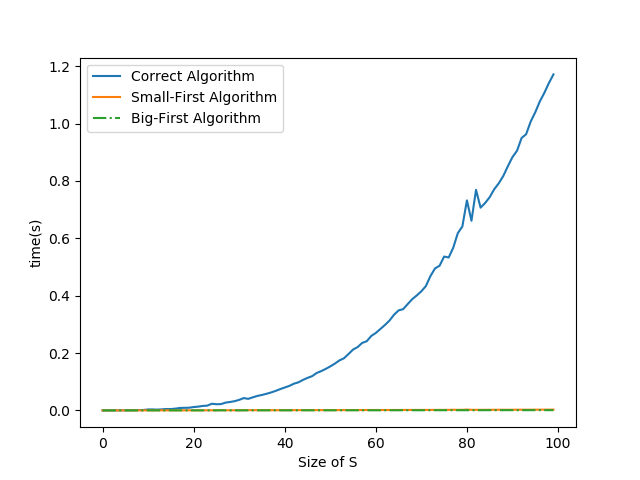 Correct Algorithm
Small-First Algorithm
Big-First Algorithm
1.2
1.0
0.8
0.6
0.4
0.2
0.0
time(s)
0 20 40 60 80 100
Size of S